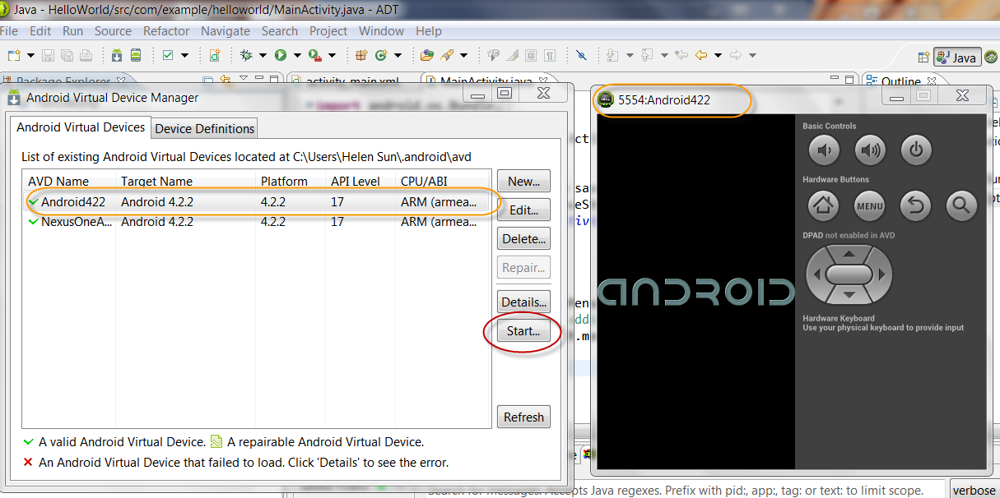 Java - HelloWorld/src/com/example/helloworld/MainActivity.java - ADT
File Edit Run Source Refactor Navigate Search Project Window Help
Java
Package Explorer activity_main.xml MainActivity.java Outline
Android Virtual Device Manager
import android.os.Bundle;
5554:Android422
Android Virtual Devices Device Definitions
List of existing Android Virtual Devices located at C:\Users\Helen Sun\.android\avd
AVD Name Target Name Platform API Level CPU/ABI
Android422 Android 4.2.2 4.2.2 17 ARM (armea...
NexusOneA... Android 4.2.2 4.2.2 17 ARM (armea...
New...
Edit...
Delete...
Repair...
Details...
Start...
Refresh
A valid Android Virtual Device. A repairable Android Virtual Device.
An Android Virtual Device that failed to load. Click 'Details' to see the error.
ANDROID
Basic Controls
Hardware Buttons
MENU
DPAD not enabled in AVD
Hardware Keyboard
Use your physical keyboard to provide input
Search for messages. Accepts Java regexes. Prefix with pid:, app:, tag: or text: to limit scope.
verbose